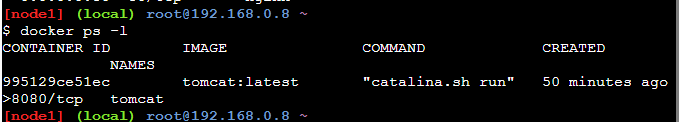 [node1] (local) root@192.168.0.8 ~
$ docker ps -l
CONTAINER ID        IMAGE               COMMAND             CREATED
             NAMES
995129ce51ec        tomcat:latest       "catalina.sh run"   50 minutes ago
>8080/tcp   tomcat
[node1] (local) root@192.168.0.8 ~